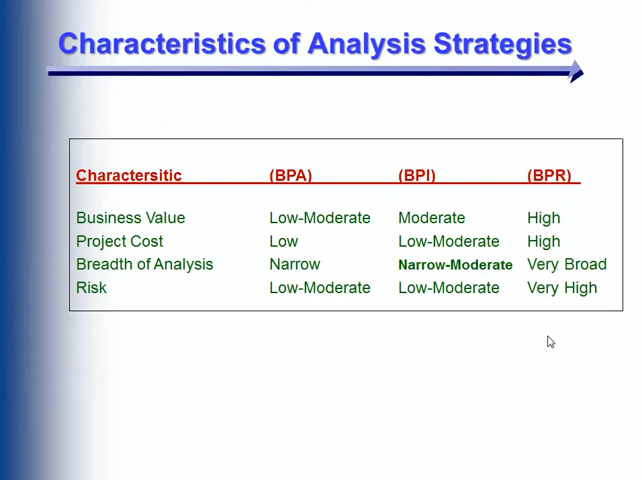 Characteristics of Analysis Strategies
Charactersitic (BPA) (BPI) (BPR)
Business Value Low-Moderate Moderate High
Project Cost Low Low-Moderate High
Breadth of Analysis Narrow Narrow-Moderate Very Broad
Risk Low-Moderate Low-Moderate Very High